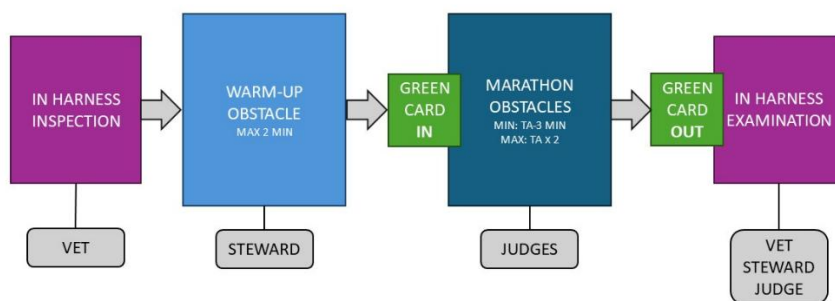 IN HARNESS
INSPECTION
VET
WARM-UP
OBSTACLE
MAX 2 MIN
STEWARD
GREEN
CARD
IN
MARATHON
OBSTACLES
MIN: TA-3 MIN
MAX: TA X 2
JUDGES
GREEN
CARD
OUT
IN HARNESS
EXAMINATION
VET
STEWARD
JUDGE